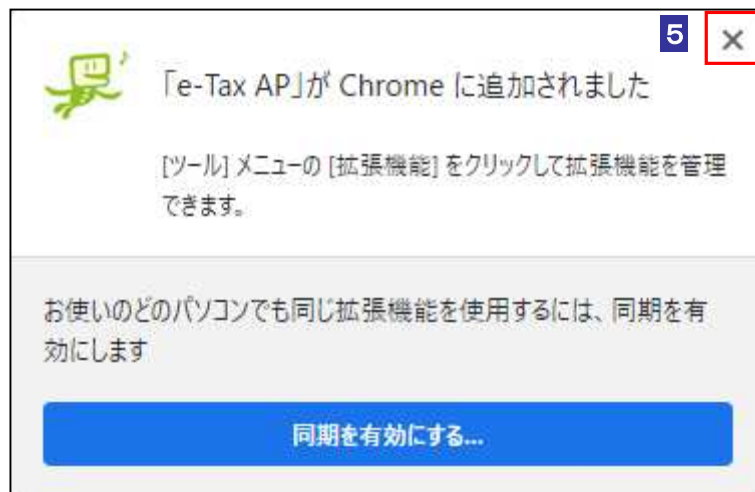 5
「e-Tax AP」が Chrome に追加されました
[ツール] メニューの [拡張機能] をクリックして拡張機能を管理
できます。
お使いのどのパソコンでも同じ拡張機能を使用するには、同期を有
効にします
同期を有効にする...